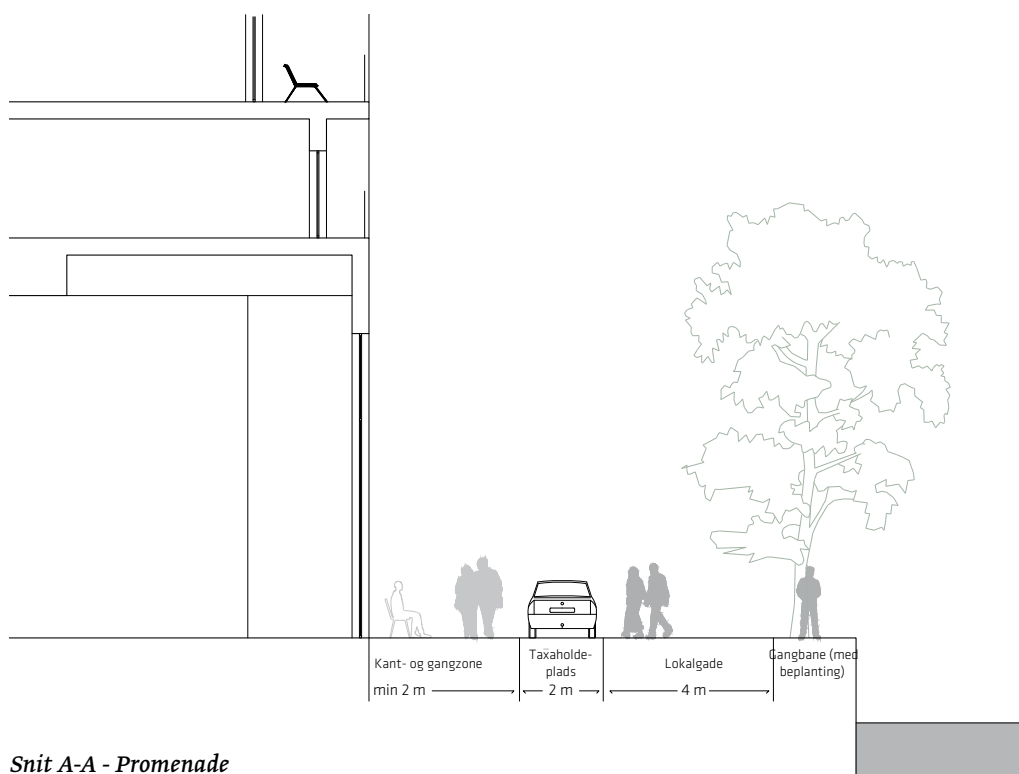 Kant- og gangzone
min 2 m
Taxaholde-
plads
2 m
Lokalgade
4 m
Gangbane (med
beplanting)
Snit A-A - Promenade